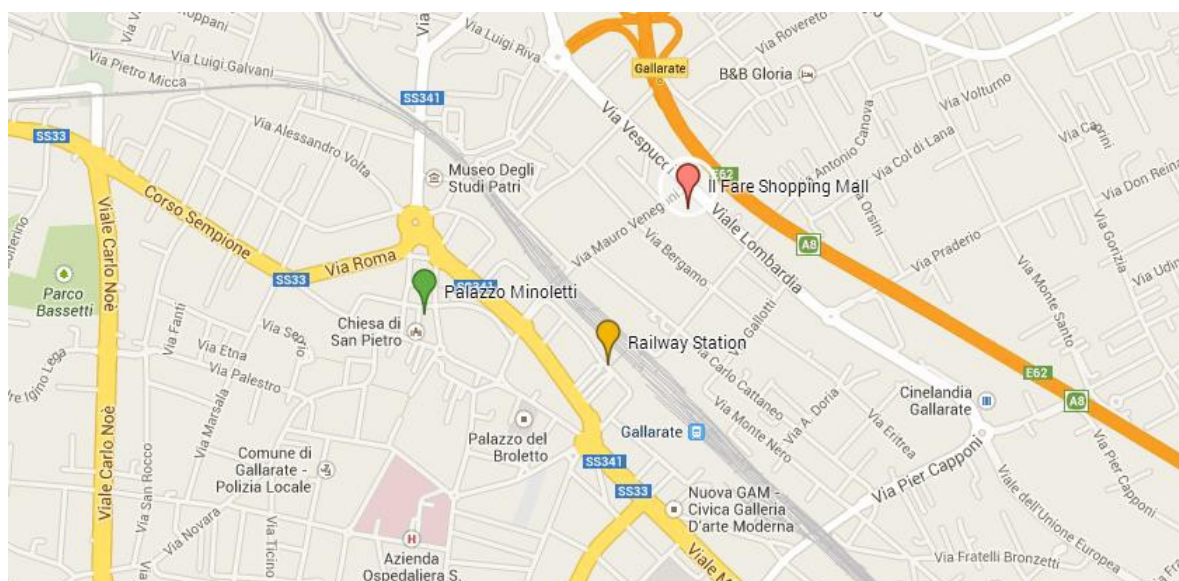 Via Luigi Riva
Via Rovereto
Via Luigi Galvani
Via Pietro Micca
Gallarate
B&B Gloria
Via Volturno
SS341
SS33
Via Alessandro Volta
Via Vespucci
Via Antonio Canova
Via Col di Lana
Museo Degli
Studi Patri
E62
Il Fare Shopping Mall
Via Don Reina
Corso Sempione
Viale Carlo Noè
Via Mauro Venegoni
Viale Lombardia
Via Orsini
A8
Via Praderio
Via Gorizia
Via Roma
SS33
SS341
Via Bergamo
Parco
Bassetti
Palazzo Minoletti
Via Monte Santo
Via Fanti
Chiesa di
San Pietro
Railway Station
Via Etna
Via Palestro
Via Carlo Cattaneo
E62
A8
Cinelandia
Gallarate
Via Marsala
Via A. Doria
Via Monte Nero
Via Eritrea
Palazzo del
Broletto
Gallarate
Viale Carlo Noè
Via San Rocco
Comune di
Gallarate -
Polizia Locale
SS341
Via Pier Capponi
Via Pier Capponi
SS33
Nuova GAM -
Civica Galleria
D'arte Moderna
Viale dell'Unione Europea
Via Novara
Via Ticino
H
Azienda
Ospedaliera S.
Via Fratelli Bronzetti